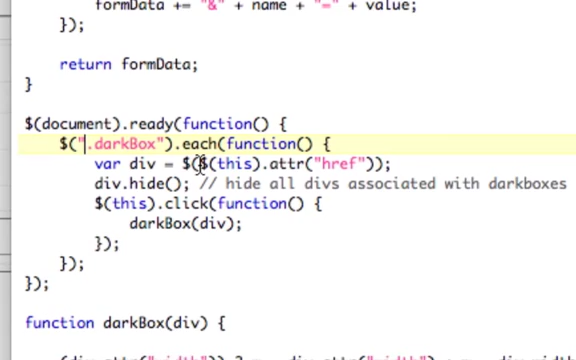 formData += "&" + name + "=" + value;
});
return formData;
}
$(document).ready(function() {
$(".darkBox").each(function() {
var div = $($(this).attr("href"));
div.hide(); // hide all divs associated with darkboxes
$(this).click(function() {
darkBox(div);
});
});
});
function darkBox(div) {